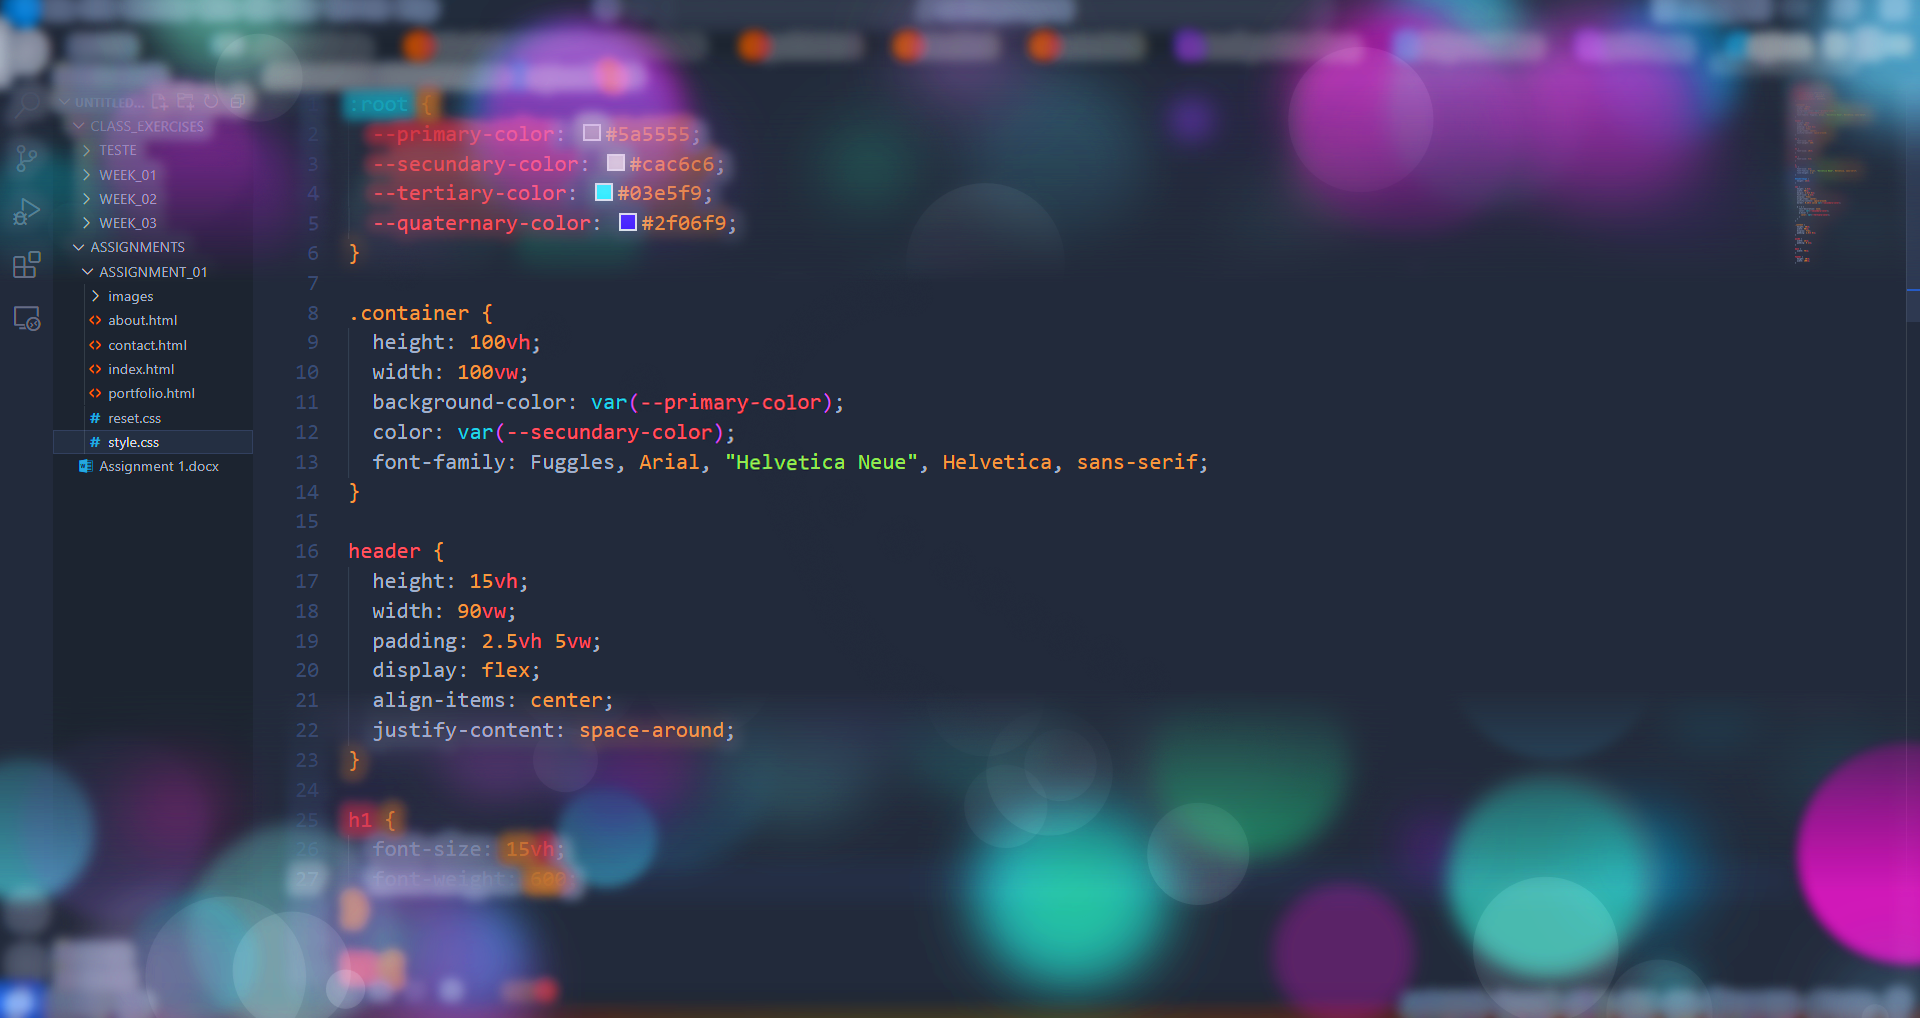 UNTITLED...
CLASS_EXERCISES
TESTE
WEEK_01
WEEK_02
WEEK_03
ASSIGNMENTS
ASSIGNMENT_01
images
about.html
contact.html
index.html
portfolio.html
reset.css
style.css
Assignment 1.docx
:root {
2 --primary-color: #5a5555;
3 --secundary-color: #cac6c6;
4 --tertiary-color: #03e5f9;
5 --quaternary-color: #2f06f9;
6 }
7
8 .container {
9 height: 100vh;
10 width: 100vw;
11 background-color: var(--primary-color);
12 color: var(--secundary-color);
13 font-family: Fuggles, Arial, "Helvetica Neue", Helvetica, sans-serif;
14 }
15
16 header {
17 height: 15vh;
18 width: 90vw;
19 padding: 2.5vh 5vw;
20 display: flex;
21 align-items: center;
22 justify-content: space-around;
23 }
24
25 h1 {
26 font-size: 15vh;
27 font-weight: 600;